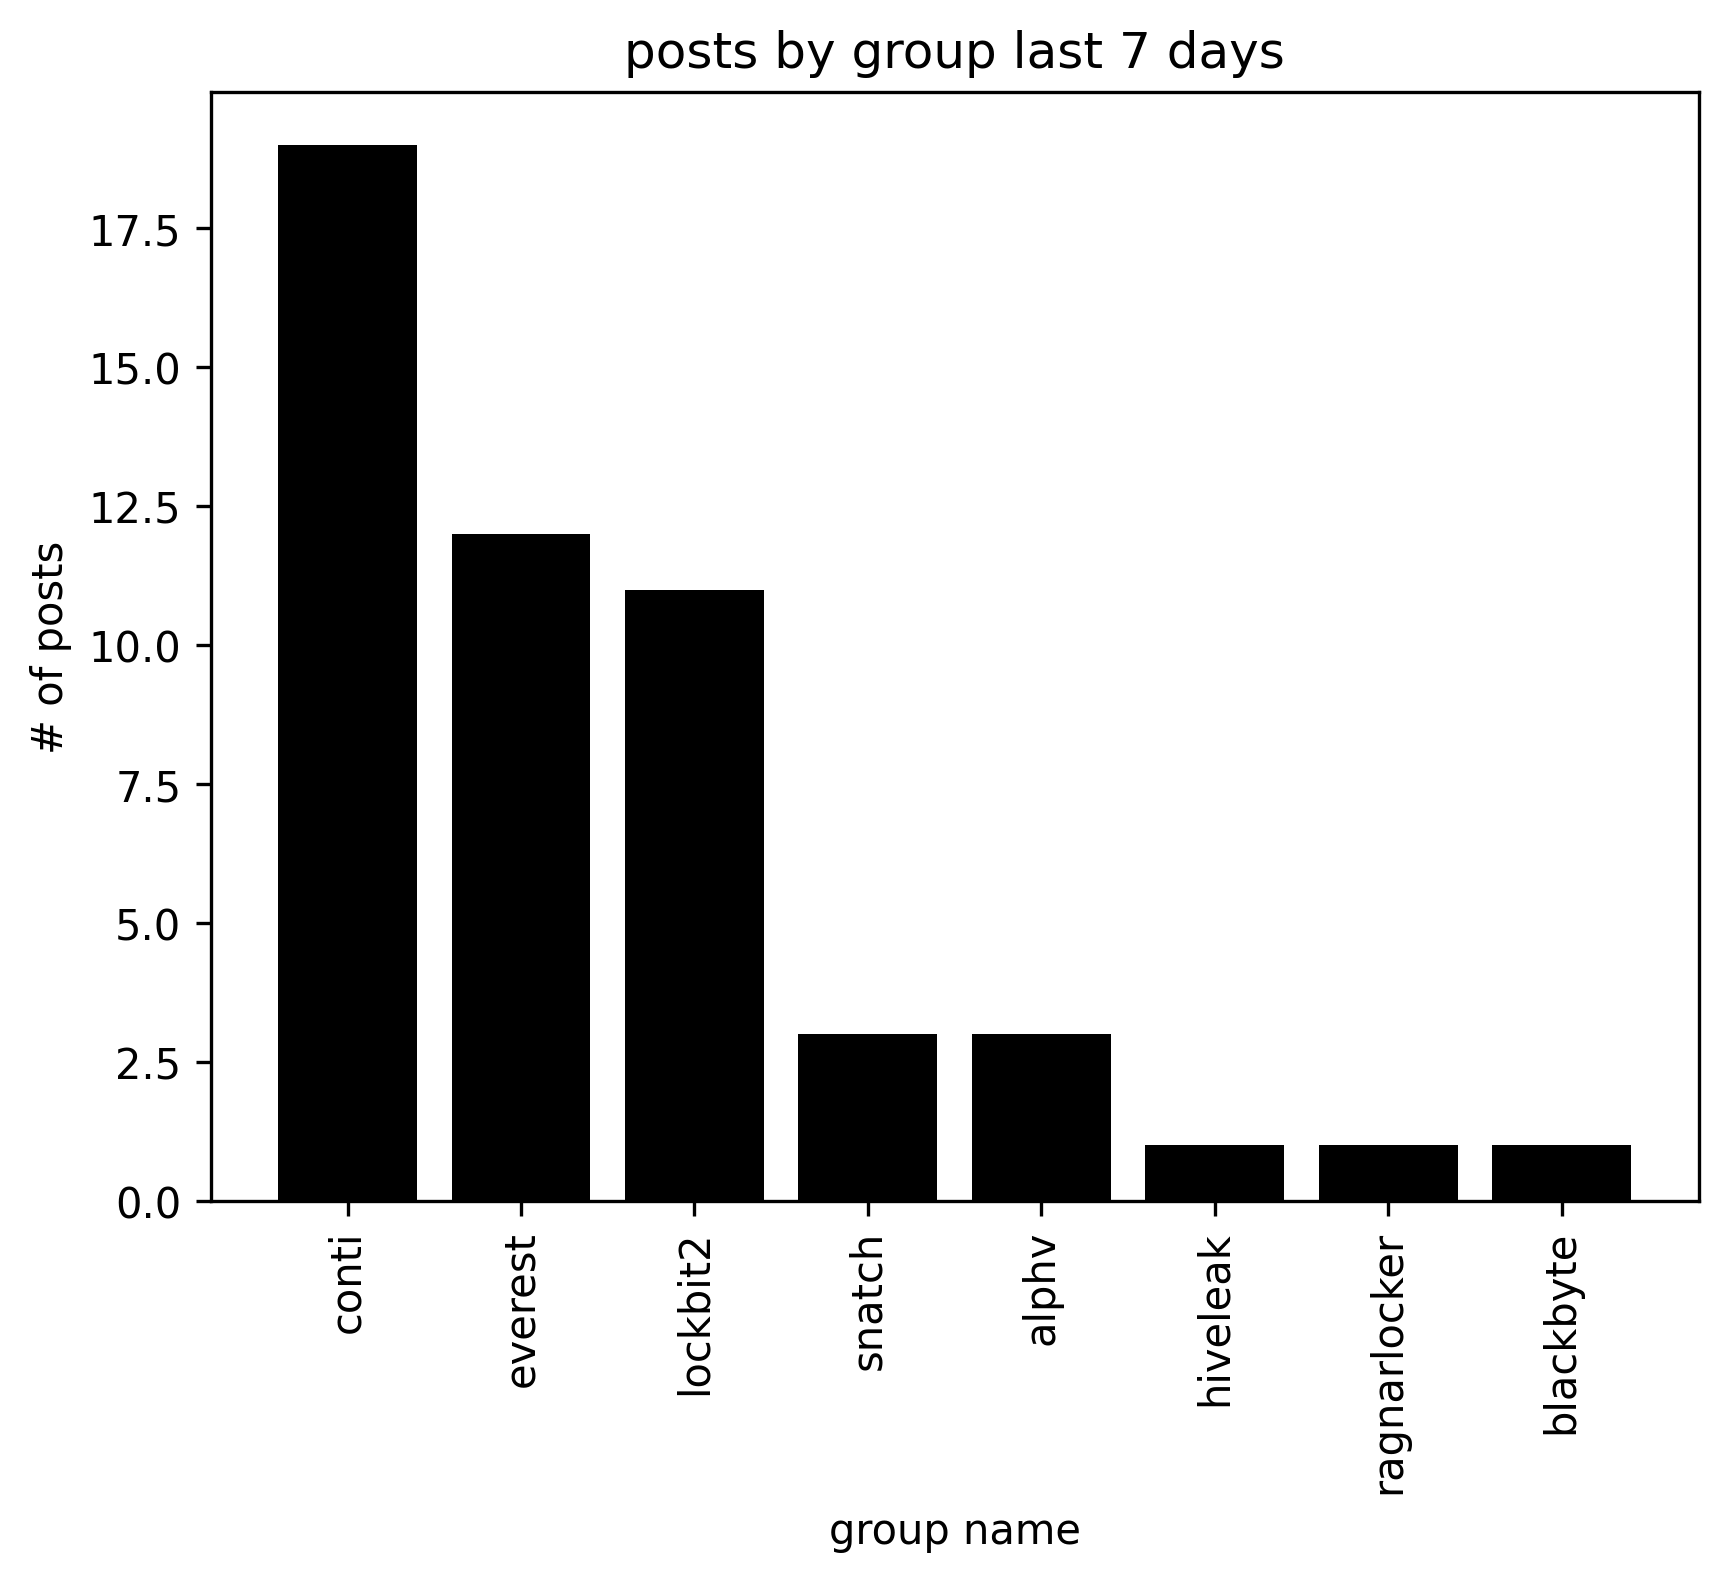 posts by group last 7 days
17.5
15.0
12.5
10.0
7.5
5.0
2.5
0.0
# of posts
conti
everest
lockbit2
snatch
alphv
hiveleak
ragnarlocker
blackbyte
group name